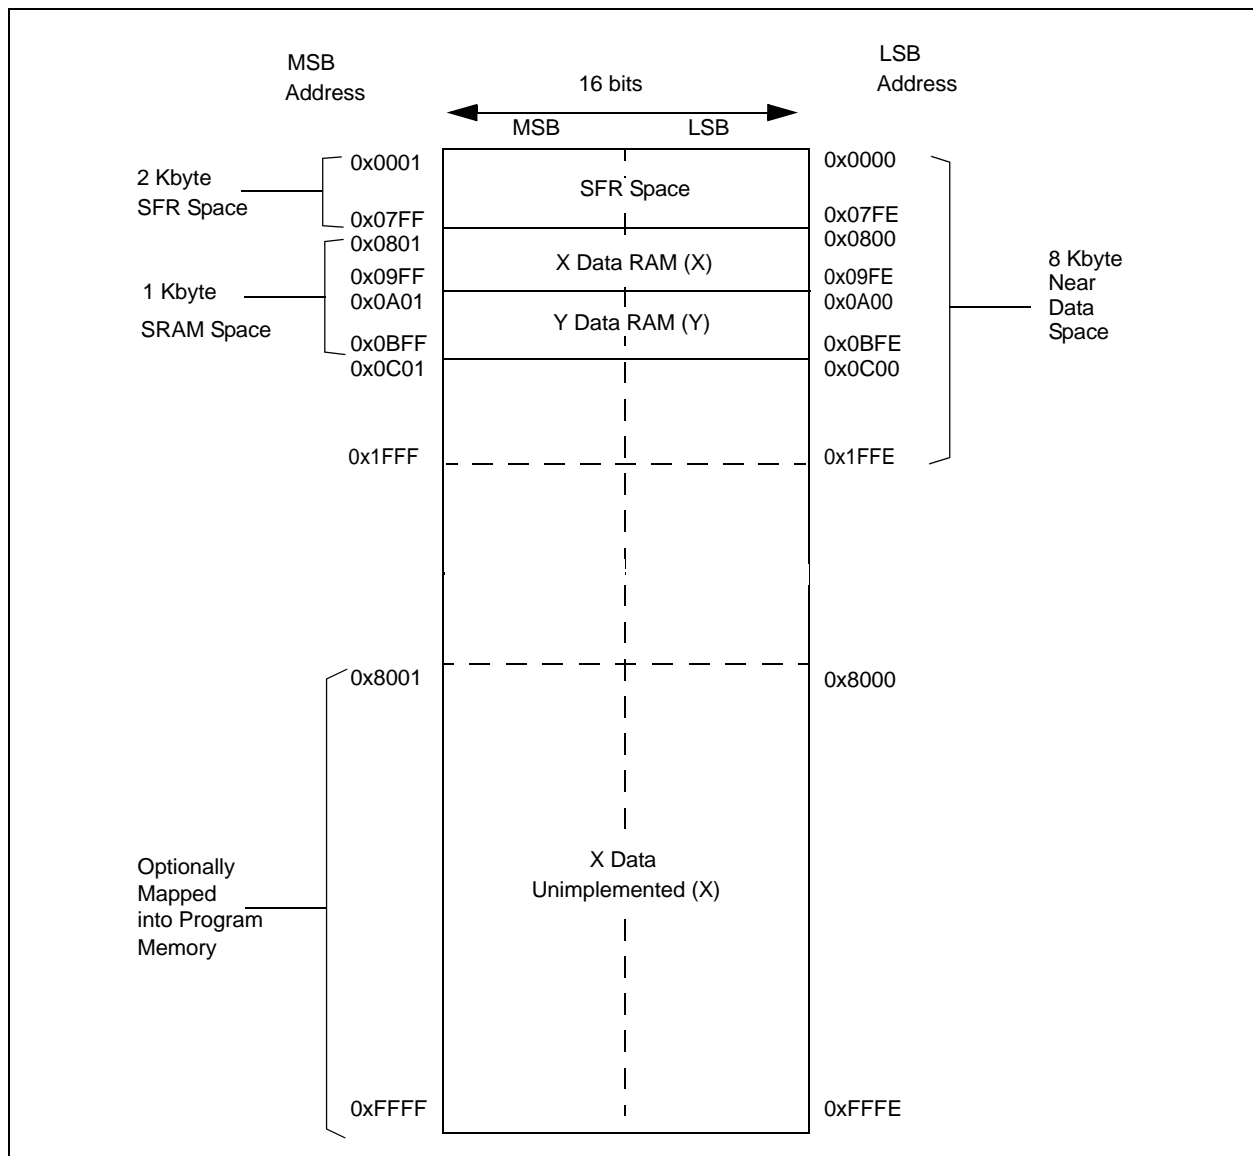 MSB
Address
LSB
Address
16 bits
MSB LSB
2 Kbyte
SFR Space
0x0001
SFR Space
0x0000
0x07FF
0x07FE
0x0801
0x0800
1 Kbyte
SRAM Space
X Data RAM (X)
0x09FF
0x09FE
0x0A01
0x0A00
Y Data RAM (Y)
0x0BFF
0x0BFE
0x0C01
0x0C00
8 Kbyte
Near
Data
Space
0x1FFF
0x1FFE
0x8001
0x8000
Optionally
Mapped
into Program
Memory
X Data
Unimplemented (X)
0xFFFF
0xFFFE